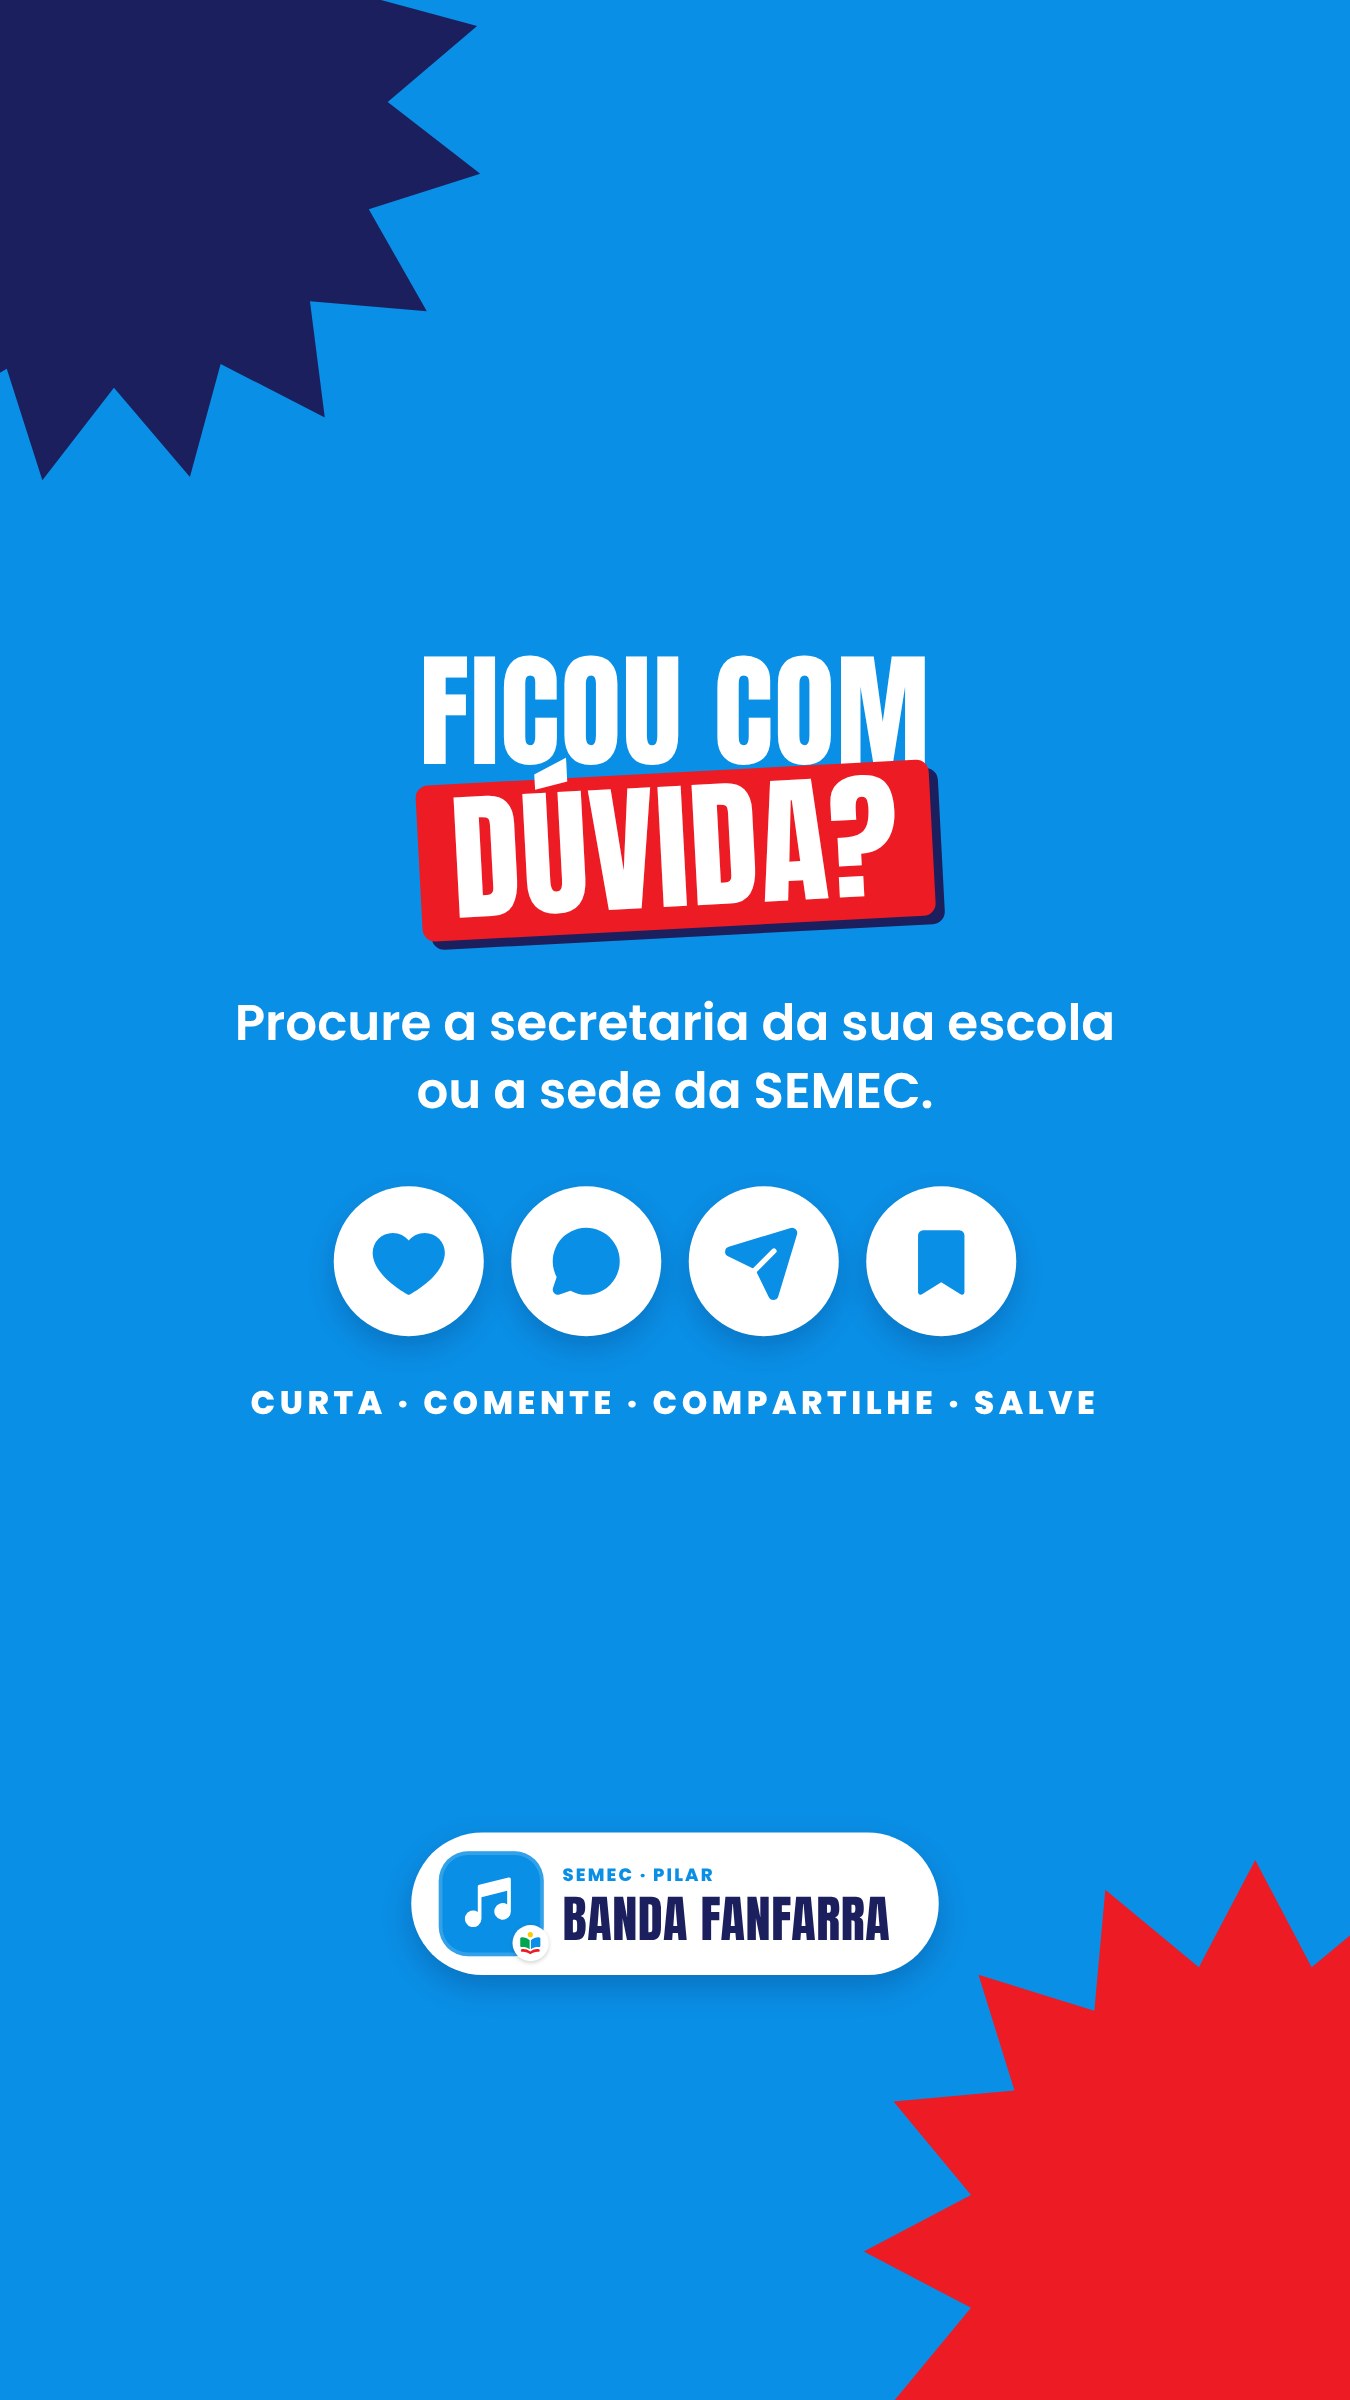 FICOU COM
DÚVIDA?
Procure a secretaria da sua escola
ou a sede da SEMEC.
CURTA · COMENTE · COMPARTILHE · SALVE
SEMEC · PILAR
BANDA FANFARRA